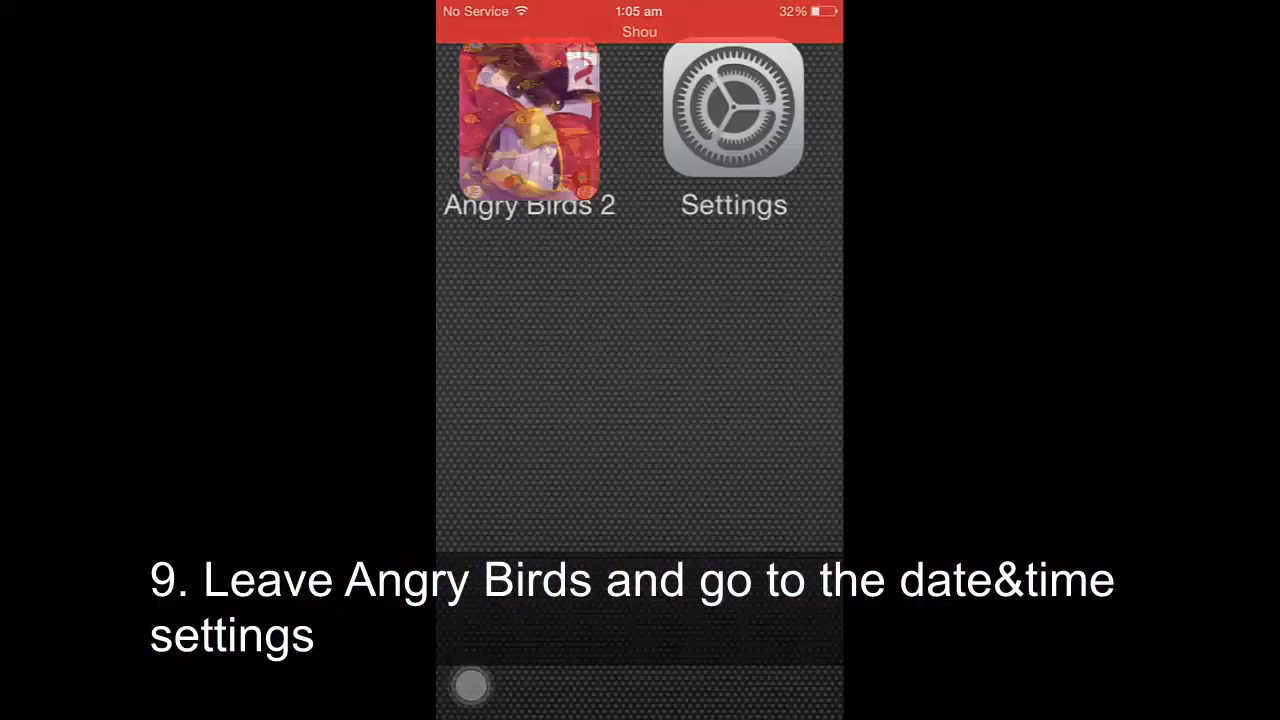 No Service 1:05 am 32%
Shou
Angry Birds 2 Settings
9. Leave Angry Birds and go to the date&time
settings